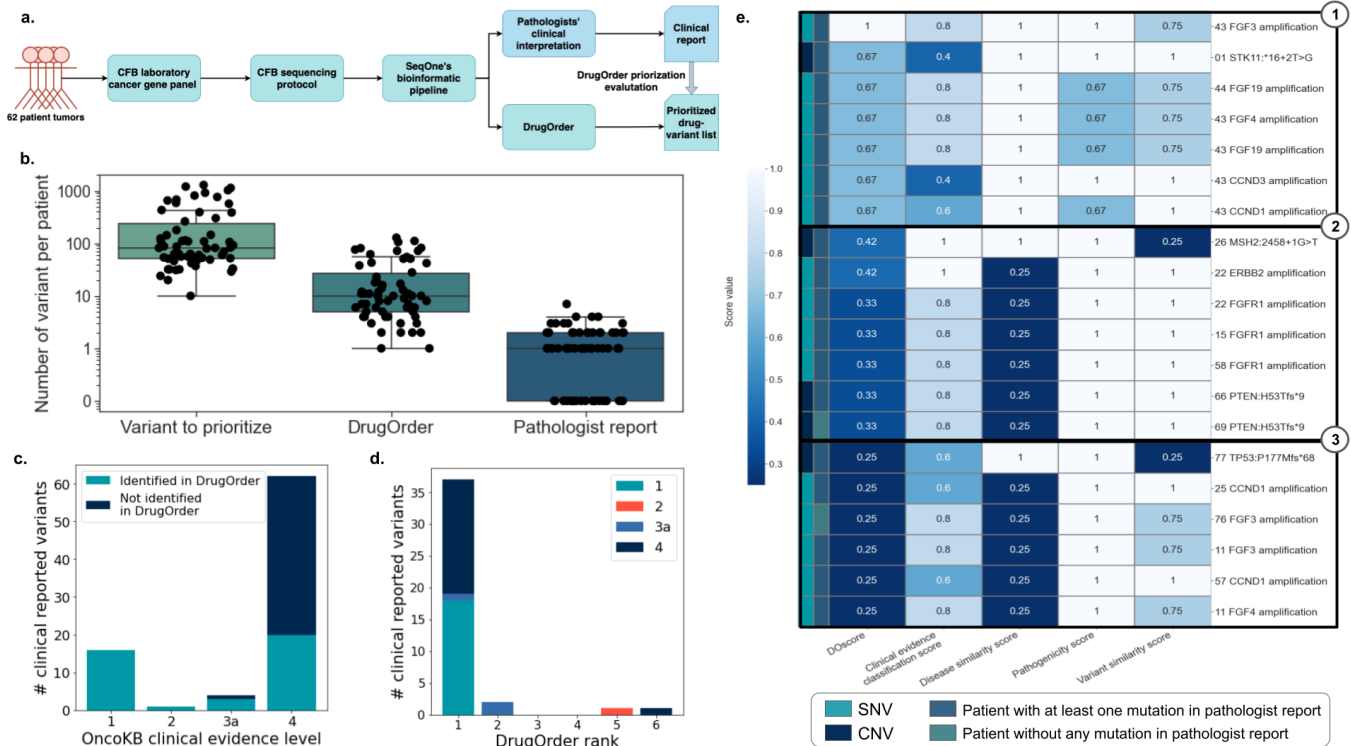 a.
62 patient tumors
CFB laboratory
cancer gene panel
CFB sequencing
protocol
SeqOne's
bioinformatic
pipeline
Pathologists'
clinical
interpretation
Clinical
report
DrugOrder priorization
evalutation
DrugOrder
Prioritized
drug-
variant list
b.
Number of variant per patient
1000
100
10
1
0
Variant to prioritize
DrugOrder
Pathologist report
c.
# clinical reported variants
60
50
40
30
20
10
0
Identified in DrugOrder
Not identified
in DrugOrder
1
2
3a
4
OncoKB clinical evidence level
d.
# clinical reported variants
35
30
25
20
15
10
5
0
1
2
3a
4
1
2
3
4
5
6
DrugOrder rank
e.
Score value
1.0
0.9
0.8
0.7
0.6
0.5
0.4
0.3
1
1 0.8 1 1 0.75 43 FGF3 amplification
0.67 0.4 1 1 1 01 STK11:*16+2T>G
0.67 0.8 1 0.67 0.75 44 FGF19 amplification
0.67 0.8 1 0.67 0.75 43 FGF4 amplification
0.67 0.8 1 0.67 0.75 43 FGF19 amplification
0.67 0.4 1 1 1 43 CCND3 amplification
0.67 0.6 1 0.67 1 43 CCND1 amplification
2
0.42 1 1 1 0.25 26 MSH2:2458+1G>T
0.42 1 0.25 1 1 22 ERBB2 amplification
0.33 0.8 0.25 1 1 22 FGFR1 amplification
0.33 0.8 0.25 1 1 15 FGFR1 amplification
0.33 0.8 0.25 1 1 58 FGFR1 amplification
0.33 0.8 0.25 1 1 66 PTEN:H53Tfs*9
0.33 0.8 0.25 1 1 69 PTEN:H53Tfs*9
3
0.25 0.6 1 1 0.25 77 TP53:P177Mfs*68
0.25 0.6 0.25 1 1 25 CCND1 amplification
0.25 0.8 0.25 1 0.75 76 FGF3 amplification
0.25 0.8 0.25 1 0.75 11 FGF3 amplification
0.25 0.6 0.25 1 1 57 CCND1 amplification
0.25 0.8 0.25 1 0.75 11 FGF4 amplification
DOscore
Clinical evidence
classification score
Disease similarity score
Pathogenicity score
Variant similarity score
SNV
CNV
Patient with at least one mutation in pathologist report
Patient without any mutation in pathologist report